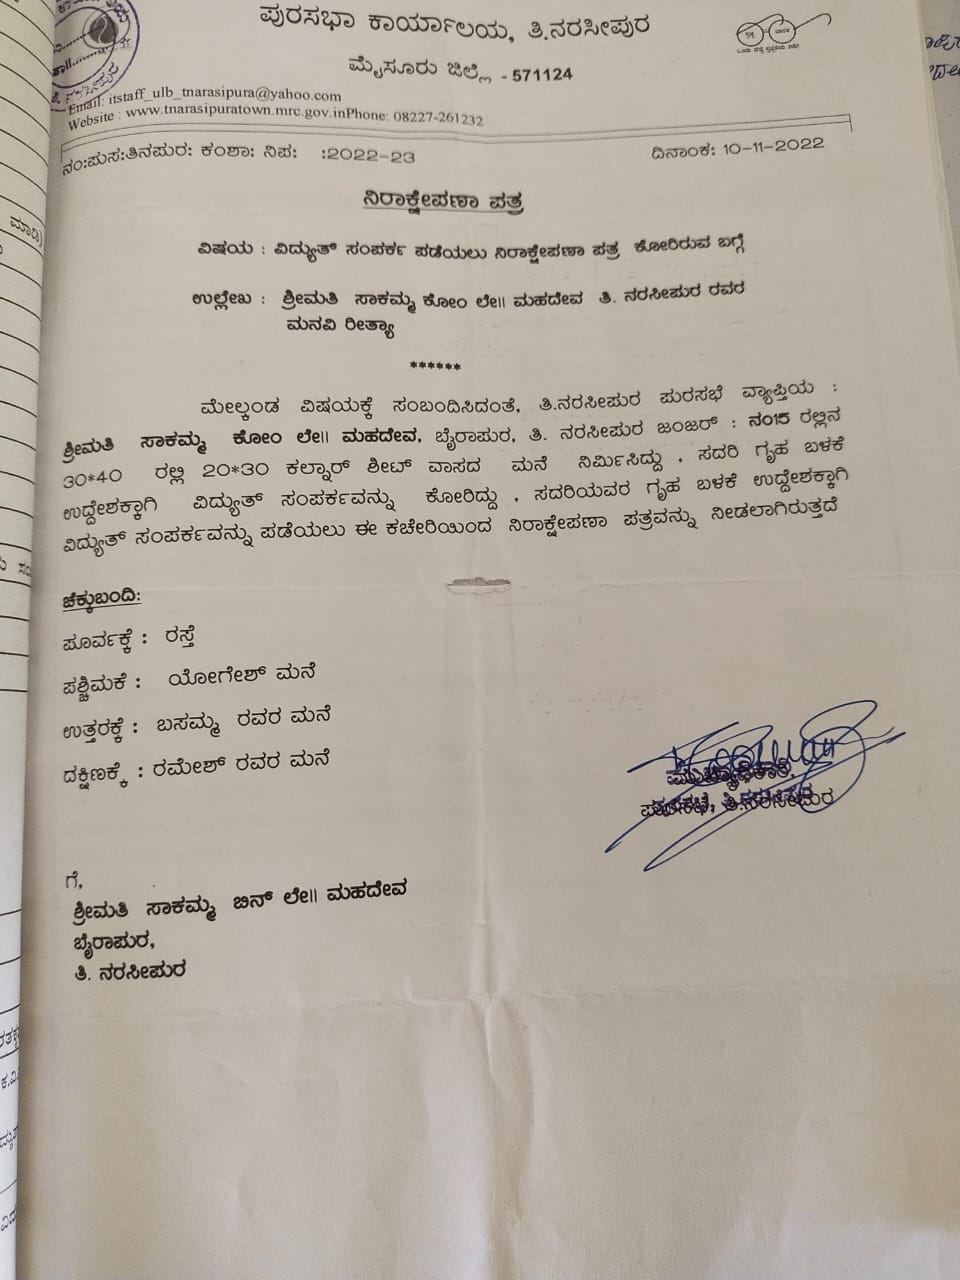 ಪುರಸಭಾ ಕಾರ್ಯಾಲಯ, ತಿ.ನರಸೀಪುರ
ಮೈಸೂರು ಜಿಲ್ಲೆ - 571124
Email: itstaff_ulb_tnarasipura@yahoo.com
Website : www.tnarasipuratown.mrc.gov.inPhone: 08227-261232
ನಂ:ಪುಸ:ತಿನಪುರ: ಕಂಶಾ: ನಿಪ: :2022-23 ದಿನಾಂಕ: 10-11-2022
ನಿರಾಕ್ಷೇಪಣಾ ಪತ್ರ
ವಿಷಯ : ವಿದ್ಯುತ್ ಸಂಪರ್ಕ ಪಡೆಯಲು ನಿರಾಕ್ಷೇಪಣಾ ಪತ್ರ ಕೋರಿರುವ ಬಗ್ಗೆ
ಉಲ್ಲೇಖ : ಶ್ರೀಮತಿ ಸಾಕಮ್ಮ ಕೋಂ ಲೇ|| ಮಹದೇವ ತಿ. ನರಸೀಪುರ ರವರ
ಮನವಿ ರೀತ್ಯಾ
******
ಮೇಲ್ಕಂಡ ವಿಷಯಕ್ಕೆ ಸಂಬಂದಿಸಿದಂತೆ, ತಿ.ನರಸೀಪುರ ಪುರಸಭೆ ವ್ಯಾಪ್ತಿಯ :
ಶ್ರೀಮತಿ ಸಾಕಮ್ಮ ಕೋಂ ಲೇ|| ಮಹದೇವ, ಬೈರಾಪುರ, ತಿ. ನರಸೀಪುರ ಜಂಜರ್ : ನಂ15 ರಲ್ಲಿನ
30*40 ರಲ್ಲಿ 20*30 ಕಲ್ನಾರ್ ಶೀಟ್ ವಾಸದ ಮನೆ ನಿರ್ಮಿಸಿದ್ದು , ಸದರಿ ಗೃಹ ಬಳಕೆ
ಉದ್ದೇಶಕ್ಕಾಗಿ ವಿದ್ಯುತ್ ಸಂಪರ್ಕವನ್ನು ಕೋರಿದ್ದು , ಸದರಿಯವರ ಗೃಹ ಬಳಕೆ ಉದ್ದೇಶಕ್ಕಾಗಿ
ವಿದ್ಯುತ್ ಸಂಪರ್ಕವನ್ನು ಪಡೆಯಲು ಈ ಕಚೇರಿಯಿಂದ ನಿರಾಕ್ಷೇಪಣಾ ಪತ್ರವನ್ನು ನೀಡಲಾಗಿರುತ್ತದೆ
ಚೆಕ್ಕುಬಂದಿ:
ಪೂರ್ವಕ್ಕೆ : ರಸ್ತೆ
ಪಶ್ಚಿಮಕೆ : ಯೋಗೇಶ್ ಮನೆ
ಉತ್ತರಕ್ಕೆ : ಬಸಮ್ಮ ರವರ ಮನೆ
ದಕ್ಷಿಣಕ್ಕೆ : ರಮೇಶ್ ರವರ ಮನೆ
ಮುಖ್ಯಾಧಿಕಾರಿ,
ಪುರಸಭೆ, ತಿ.ನರಸೀಪುರ
ಗೆ,
ಶ್ರೀಮತಿ ಸಾಕಮ್ಮ ಬಿನ್ ಲೇ|| ಮಹದೇವ
ಬೈರಾಪುರ,
ತಿ. ನರಸೀಪುರ